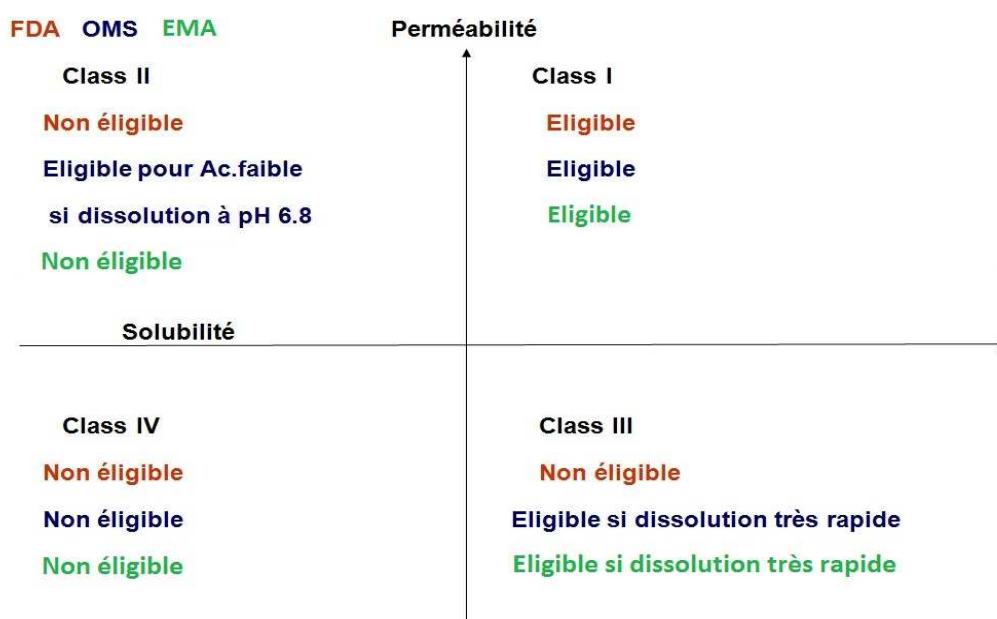 FDA OMS EMA
Perméabilité
Class II
Non éligible
Eligible pour Ac.faible
si dissolution à pH 6.8
Non éligible
Class I
Eligible
Eligible
Eligible
Solubilité
Class IV
Non éligible
Non éligible
Non éligible
Class III
Non éligible
Eligible si dissolution très rapide
Eligible si dissolution très rapide